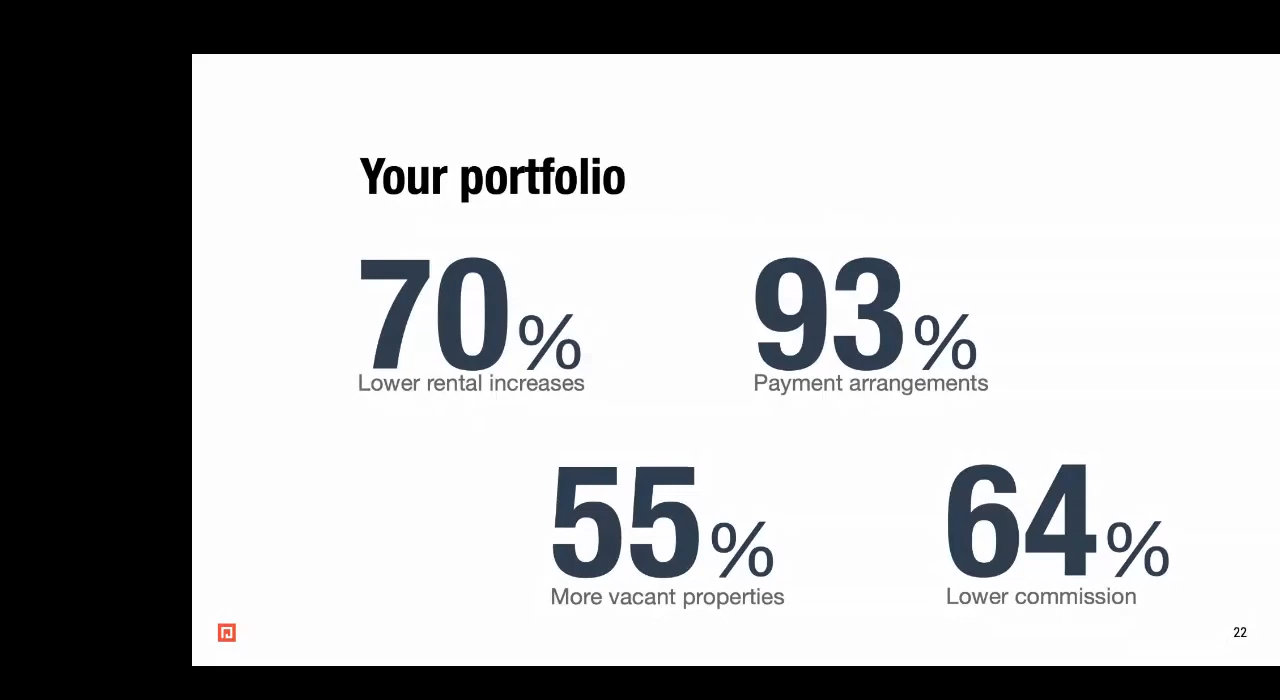 Your portfolio
70%
Lower rental increases
93%
Payment arrangements
55%
More vacant properties
64%
Lower commission
22